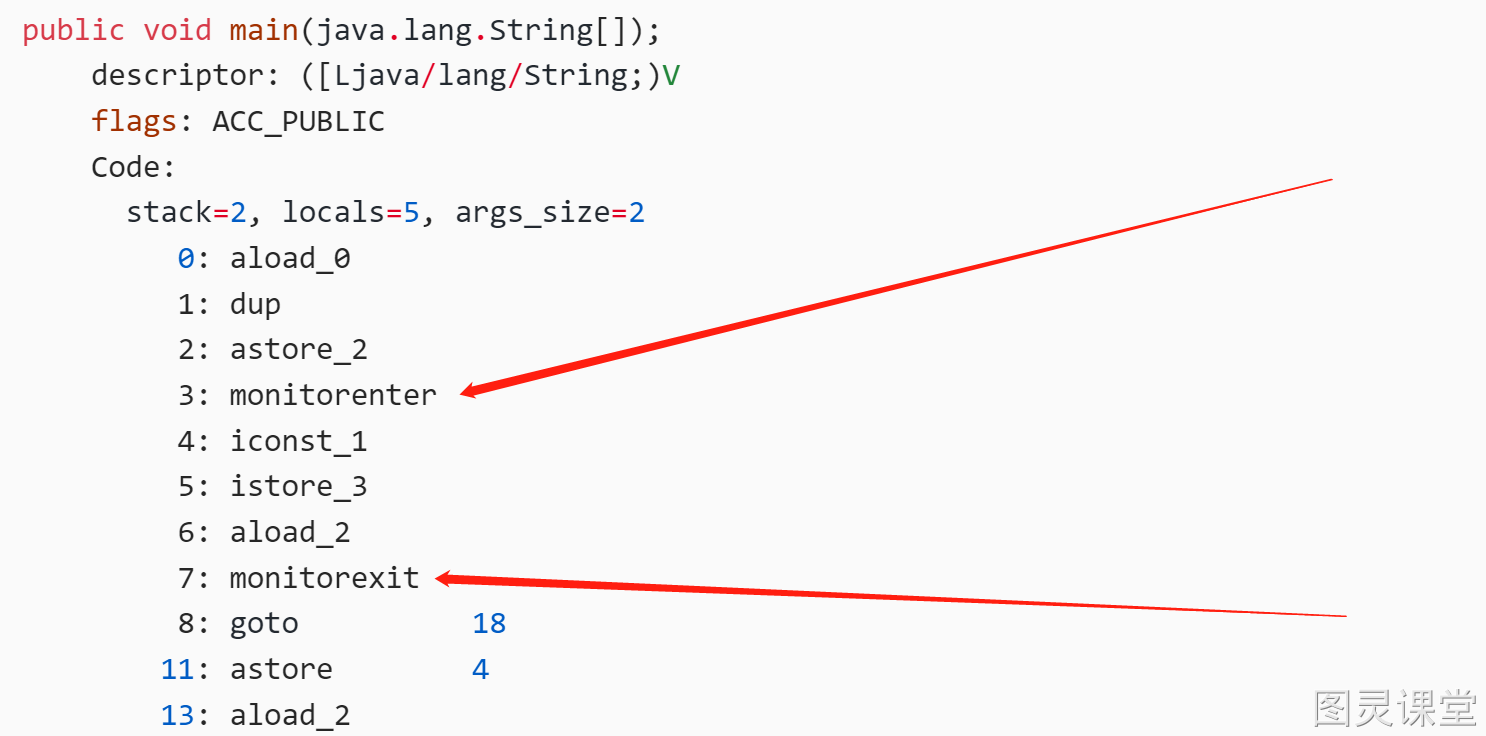 public void main(java.lang.String[]);
descriptor: ([Ljava/lang/String;)V
flags: ACC_PUBLIC
Code:
stack=2, locals=5, args_size=2
0: aload_0
1: dup
2: astore_2
3: monitorenter
4: iconst_1
5: istore_3
6: aload_2
7: monitorexit
8: goto 18
11: astore 4
13: aload_2
图灵课堂